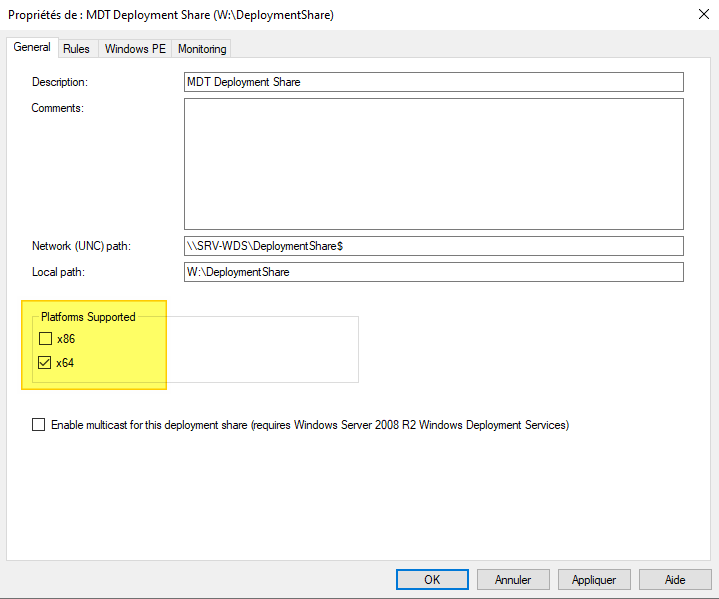 Propriétés de : MDT Deployment Share (W:\DeploymentShare)
General Rules Windows PE Monitoring
Description: MDT Deployment Share
Comments:
Network (UNC) path: \\SRV-WDS\DeploymentShare$
Local path: W:\DeploymentShare
Platforms Supported
x86
x64
Enable multicast for this deployment share (requires Windows Server 2008 R2 Windows Deployment Services)
OK Annuler Appliquer Aide